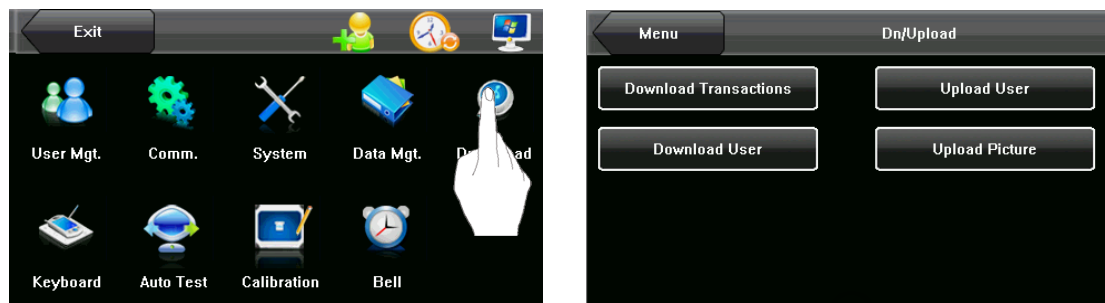 Exit
User Mgt. Comm. System Data Mgt.
Keyboard Auto Test Calibration Bell
Menu Dn/Upload
Download Transactions Upload User
Download User Upload Picture